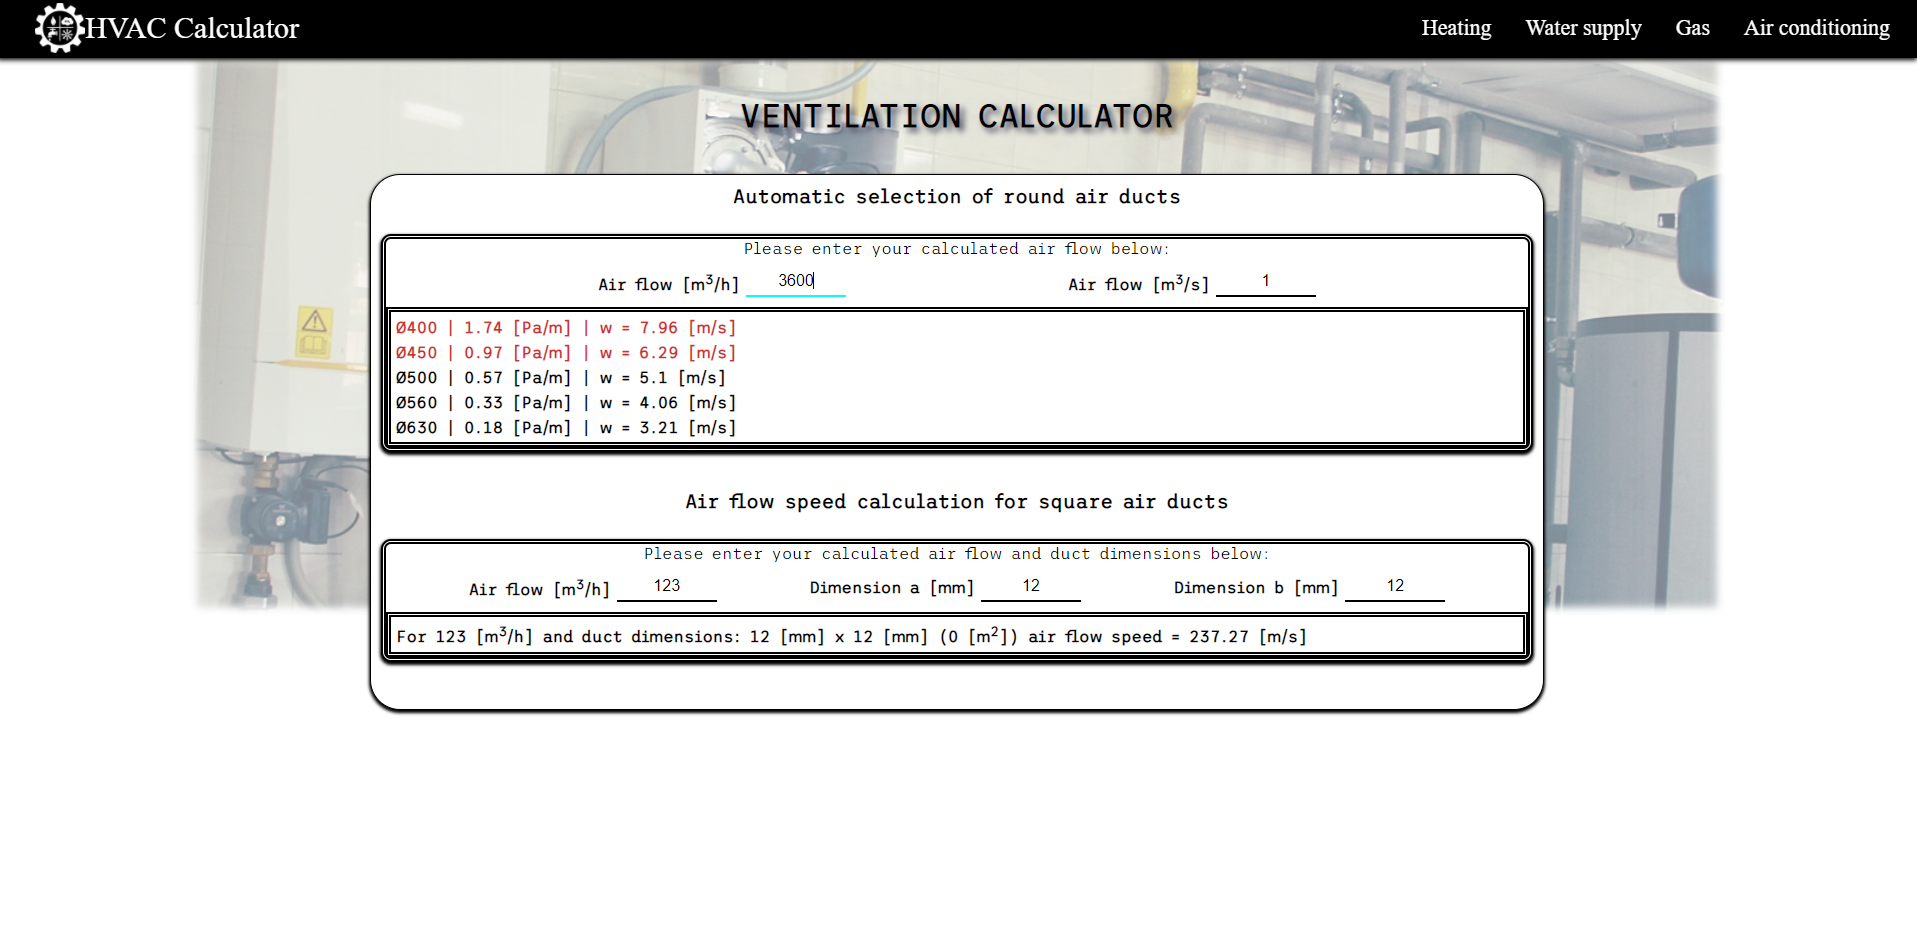 HVAC Calculator
Heating Water supply Gas Air conditioning
VENTILATION CALCULATOR
Automatic selection of round air ducts
Please enter your calculated air flow below:
Air flow [m³/h] 3600 Air flow [m³/s] 1
Ø400 | 1.74 [Pa/m] | w = 7.96 [m/s]
Ø450 | 0.97 [Pa/m] | w = 6.29 [m/s]
Ø500 | 0.57 [Pa/m] | w = 5.1 [m/s]
Ø560 | 0.33 [Pa/m] | w = 4.06 [m/s]
Ø630 | 0.18 [Pa/m] | w = 3.21 [m/s]
Air flow speed calculation for square air ducts
Please enter your calculated air flow and duct dimensions below:
Air flow [m³/h] 123 Dimension a [mm] 12 Dimension b [mm] 12
For 123 [m³/h] and duct dimensions: 12 [mm] x 12 [mm] (0 [m²]) air flow speed = 237.27 [m/s]